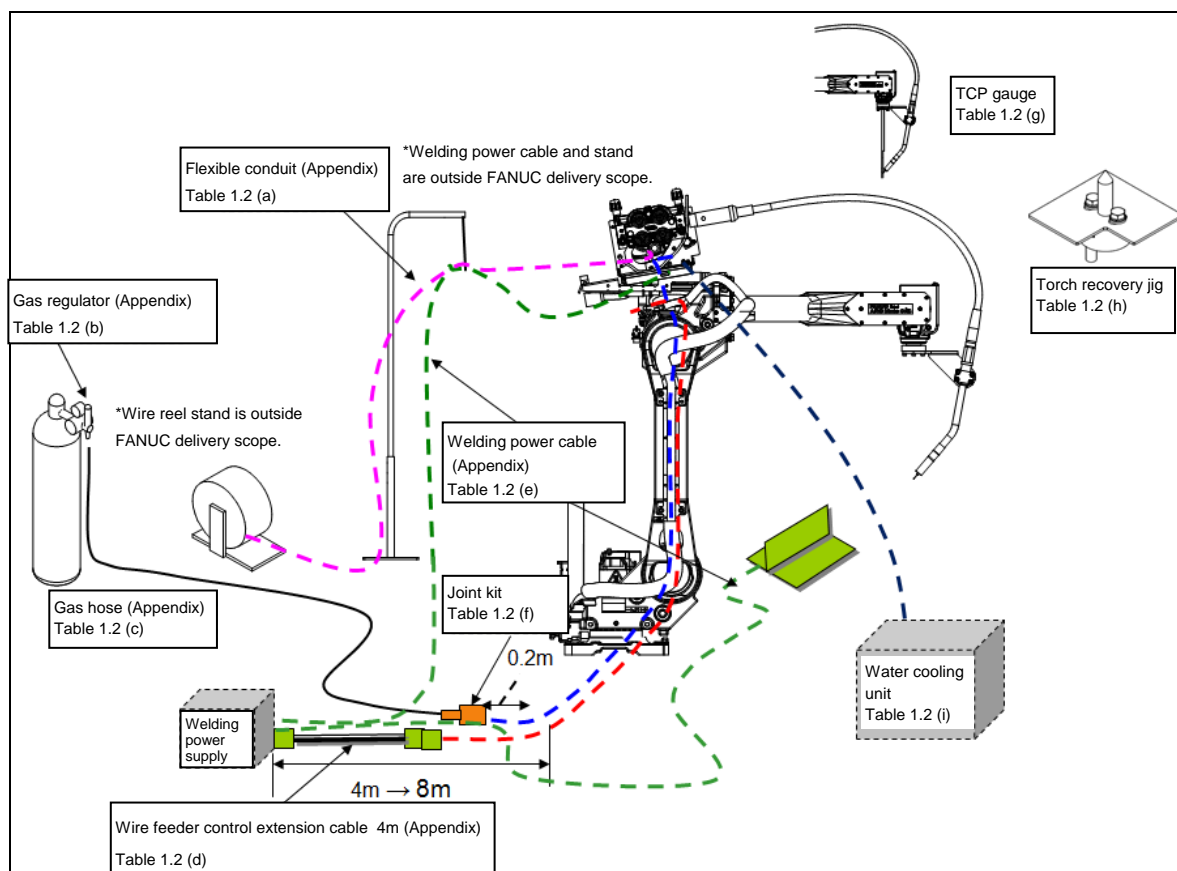 TCP gauge
Table 1.2 (g)
Flexible conduit (Appendix)
Table 1.2 (a)
*Welding power cable and stand
are outside FANUC delivery scope.
Torch recovery jig
Table 1.2 (h)
Gas regulator (Appendix)
Table 1.2 (b)
*Wire reel stand is outside
FANUC delivery scope.
Welding power cable
(Appendix)
Table 1.2 (e)
Gas hose (Appendix)
Table 1.2 (c)
Joint kit
Table 1.2 (f)
0.2m
Water cooling
unit
Table 1.2 (i)
Welding
power
supply
4m → 8m
Wire feeder control extension cable 4m (Appendix)
Table 1.2 (d)